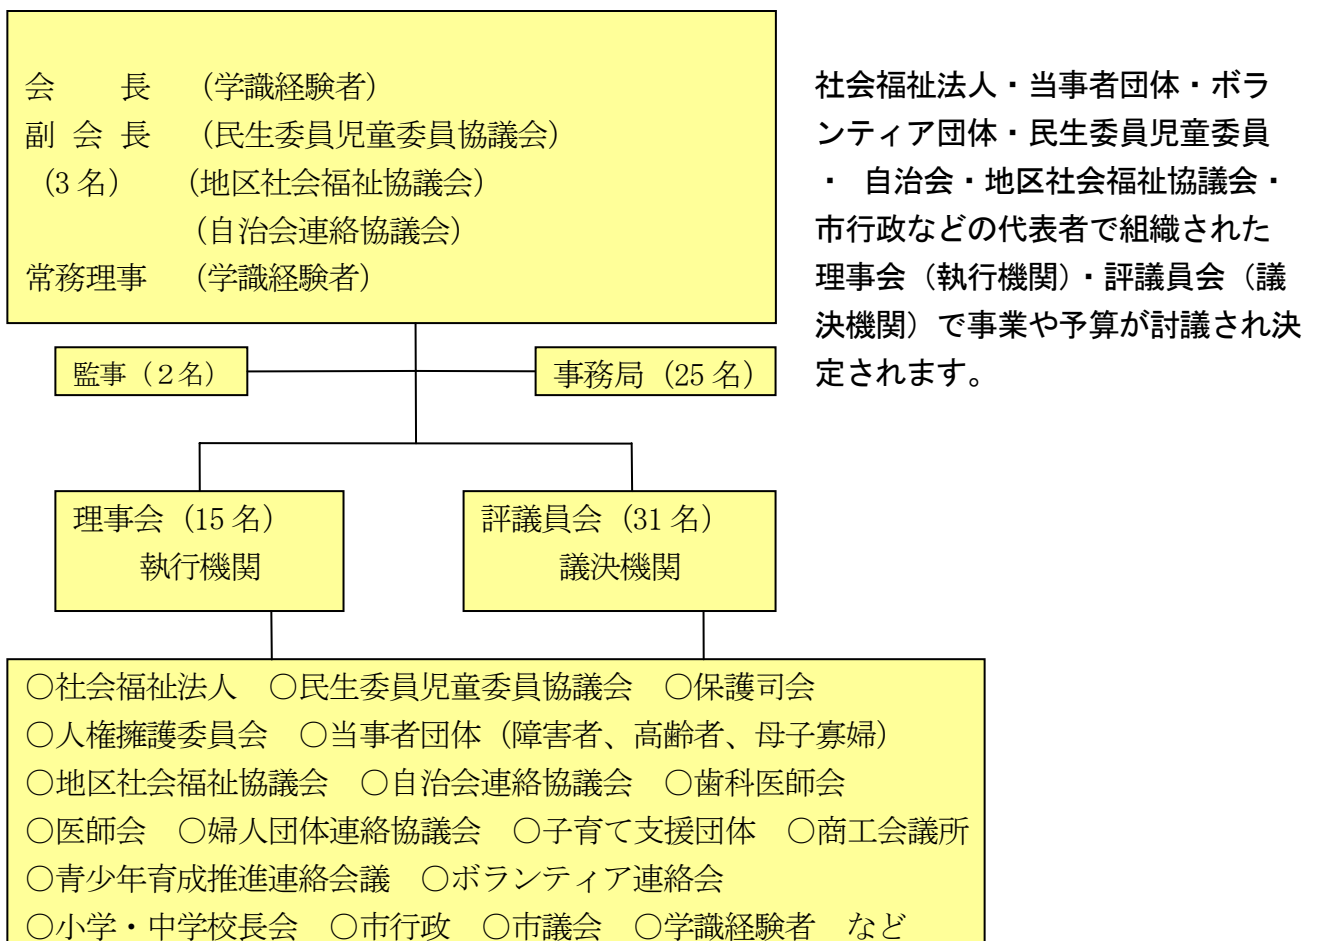 会　　長　（学識経験者）
副 会 長　（民生委員児童委員協議会）
（3 名）　（地区社会福祉協議会）
（自治会連絡協議会）
常務理事　（学識経験者）
社会福祉法人・当事者団体・ボラ
ンティア団体・民生委員児童委員
・ 自治会・地区社会福祉協議会・
市行政などの代表者で組織された
理事会（執行機関）・評議員会（議
決機関）で事業や予算が討議され決
定されます。
監事（２名）
事務局（25 名）
理事会（15 名）
執行機関
評議員会（31 名）
議決機関
○社会福祉法人　○民生委員児童委員協議会　○保護司会
○人権擁護委員会　○当事者団体（障害者、高齢者、母子寡婦）
○地区社会福祉協議会　○自治会連絡協議会　○歯科医師会
○医師会　○婦人団体連絡協議会　○子育て支援団体　○商工会議所
○青少年育成推進連絡会議　○ボランティア連絡会
○小学・中学校長会　○市行政　○市議会　○学識経験者　など